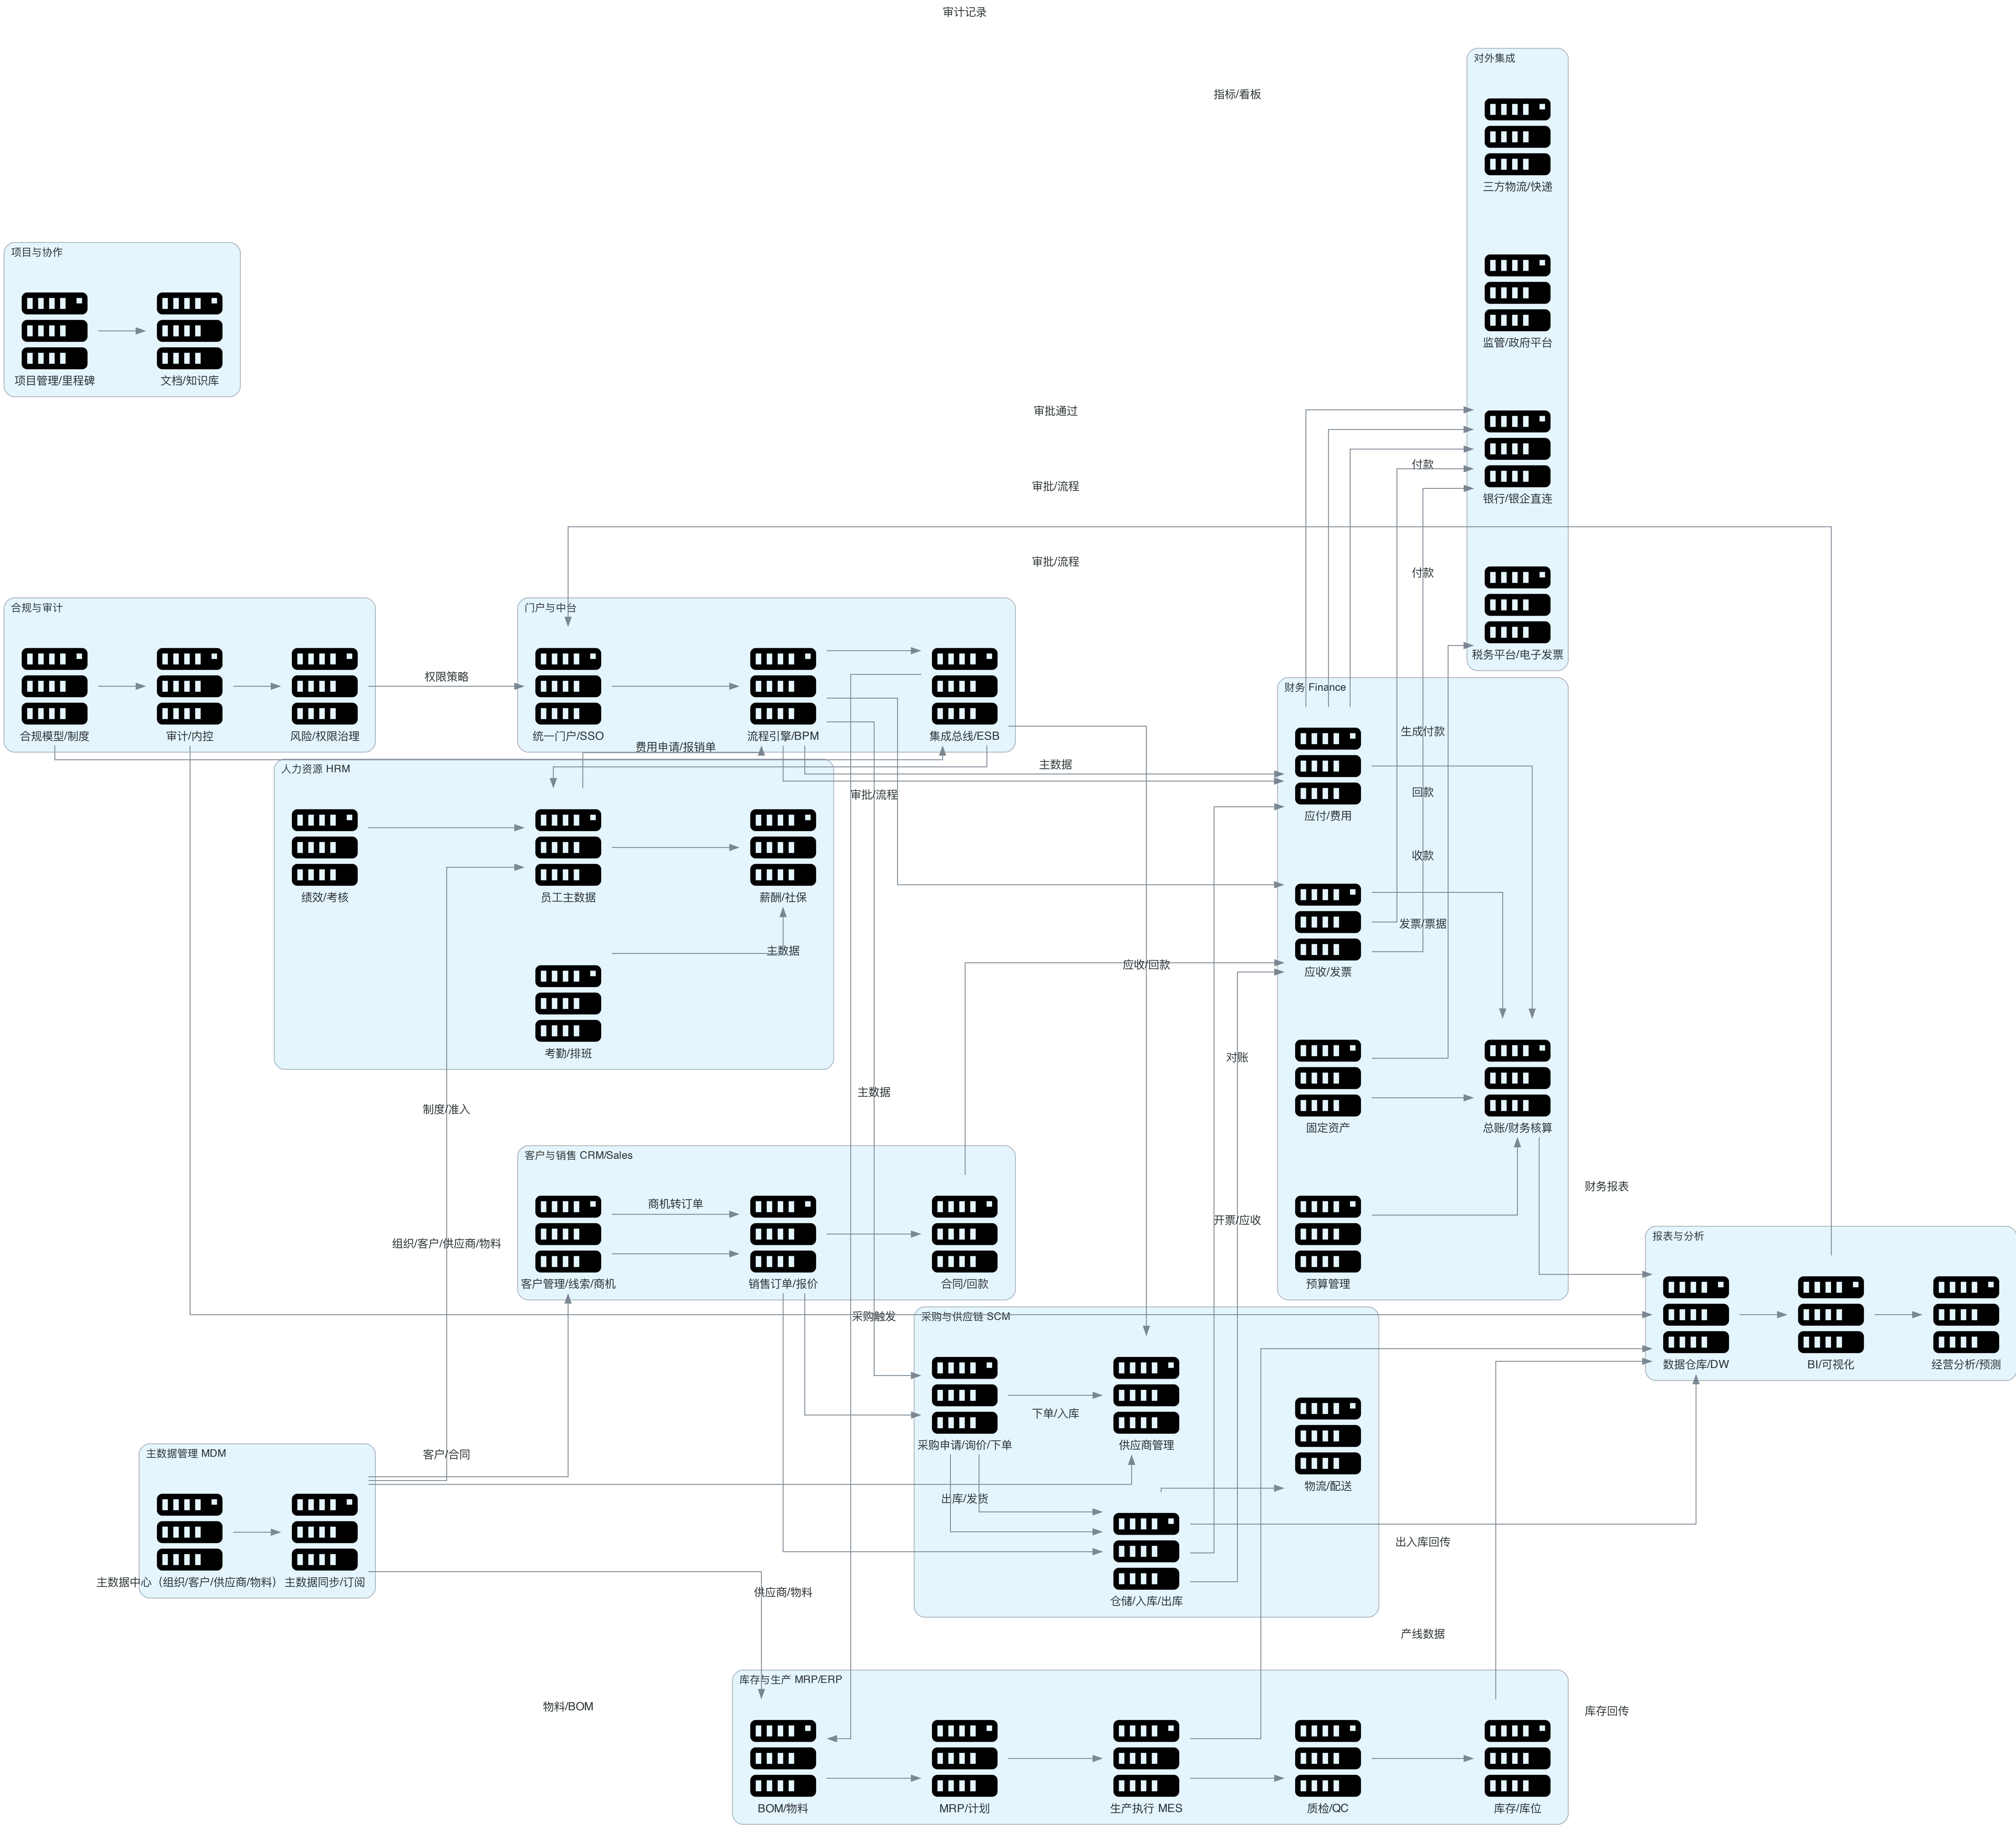 审计记录
对外集成
指标/看板
三方物流/快递
项目与协作
监管/政府平台
项目管理/里程碑
文档/知识库
审批通过
付款
审批/流程
银行/银企直连
审批/流程
付款
合规与审计
门户与中台
税务平台/电子发票
权限策略
财务 Finance
合规模型/制度
审计/内控
风险/权限治理
统一门户/SSO
流程引擎/BPM
集成总线/ESB
生成付款
费用申请/报销单
人力资源 HRM
主数据
审批/流程
回款
应付/费用
收款
绩效/考核
员工主数据
薪酬/社保
发票/票据
主数据
应收/回款
应收/发票
考勤/排班
对账
主数据
制度/准入
固定资产
总账/财务核算
客户与销售 CRM/Sales
财务报表
商机转订单
开票/应收
组织/客户/供应商/物料
报表与分析
客户管理/线索/商机
销售订单/报价
合同/回款
预算管理
采购触发
采购与供应链 SCM
数据仓库/DW
BI/可视化
经营分析/预测
下单/入库
采购申请/询价/下单
供应商管理
主数据管理 MDM
客户/合同
物流/配送
出库/发货
出入库回传
主数据中心（组织/客户/供应商/物料）
主数据同步/订阅
供应商/物料
仓储/入库/出库
产线数据
库存与生产 MRP/ERP
物料/BOM
库存回传
BOM/物料
MRP/计划
生产执行 MES
质检/QC
库存/库位